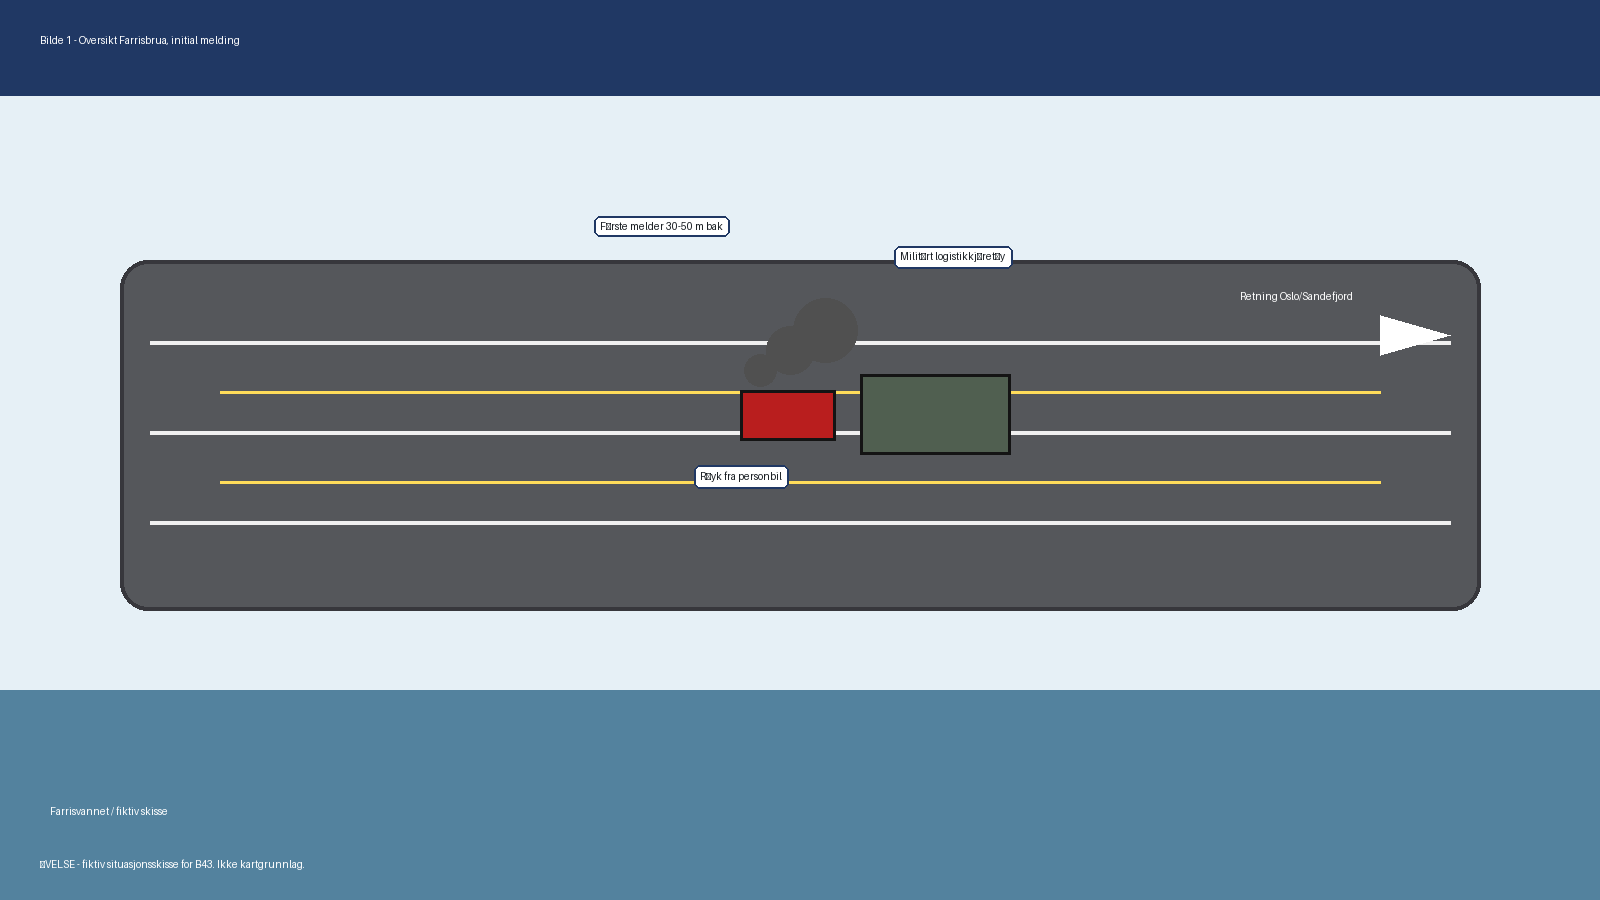 Bilde 1 - Oversikt Farrisbrua, initial melding
F□rste melder 30-50 m bak
Milit□rt logistikkj□ret□y
Retning Oslo/Sandefjord
R□yk fra personbil
Farrisvannet / fiktiv skisse
□VELSE - fiktiv situasjonsskisse for B43. Ikke kartgrunnlag.